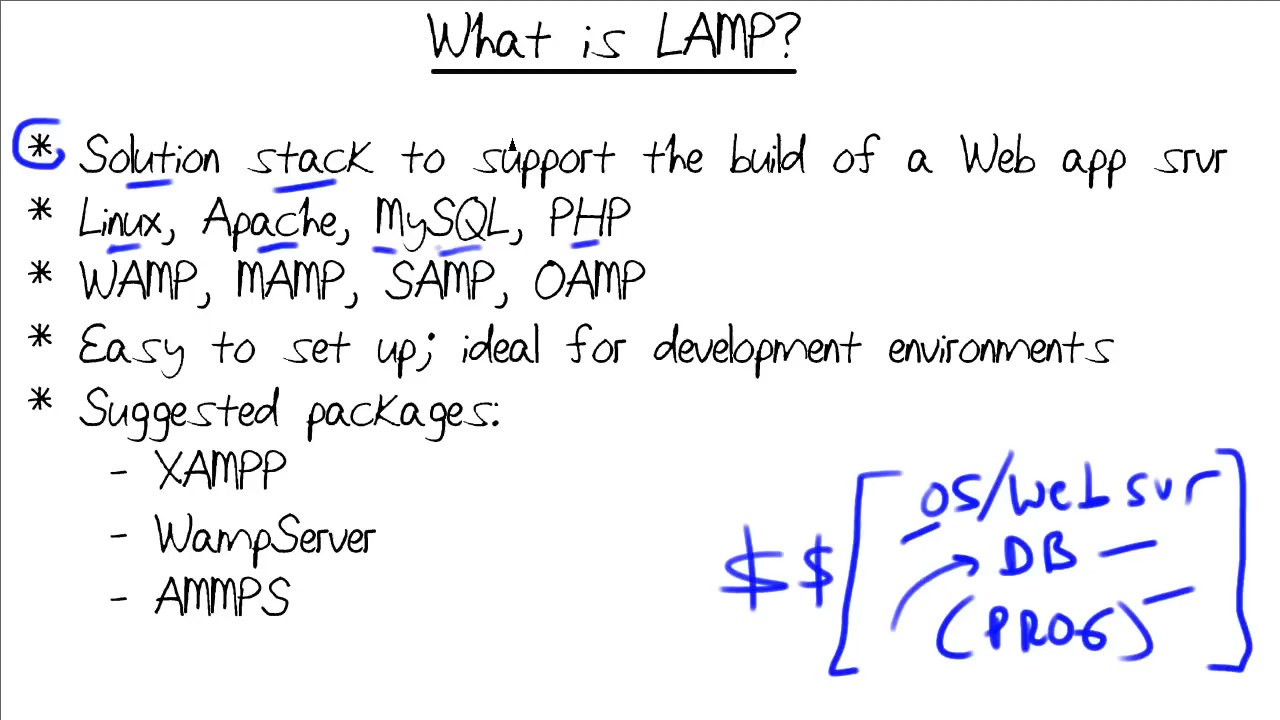 What is LAMP?
* Solution stack to support the build of a Web app srvr
* Linux, Apache, MySQL, PHP
* WAMP, MAMP, SAMP, OAMP
* Easy to set up; ideal for development environments
* Suggested packages:
- XAMPP
- WampServer
- AMMPS
$$ [ OS/Web svr
DB
(PROG) ]